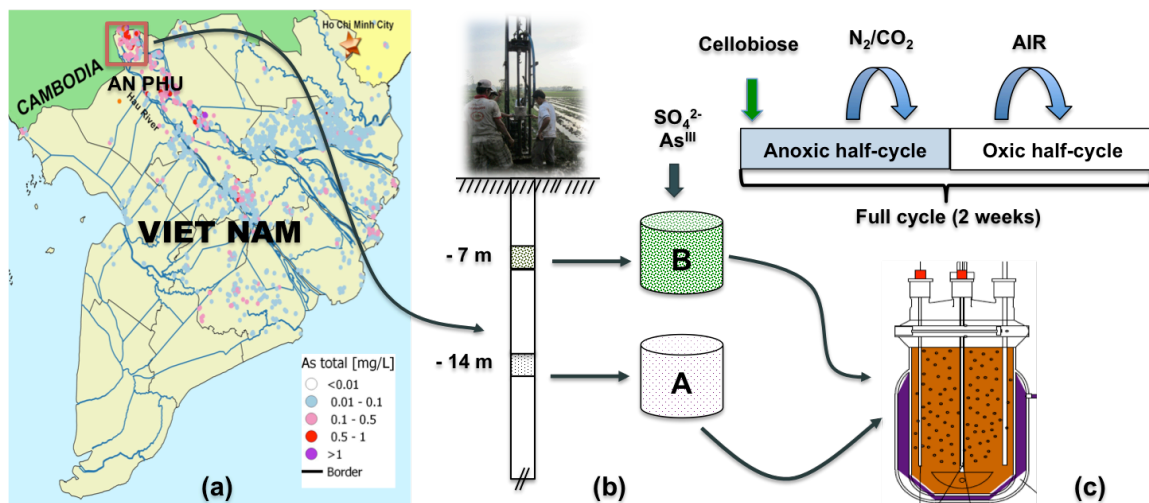 Ho Chi Minh City
CAMBODIA
AN PHU
Hau River
VIET NAM
As total [mg/L]
<0.01
0.01 - 0.1
0.1 - 0.5
0.5 - 1
>1
Border
(a)
- 7 m
- 14 m
(b)
SO₄²⁻
Asᴵᴵᴵ
B
A
Cellobiose
N₂/CO₂
AIR
Anoxic half-cycle
Oxic half-cycle
Full cycle (2 weeks)
(c)